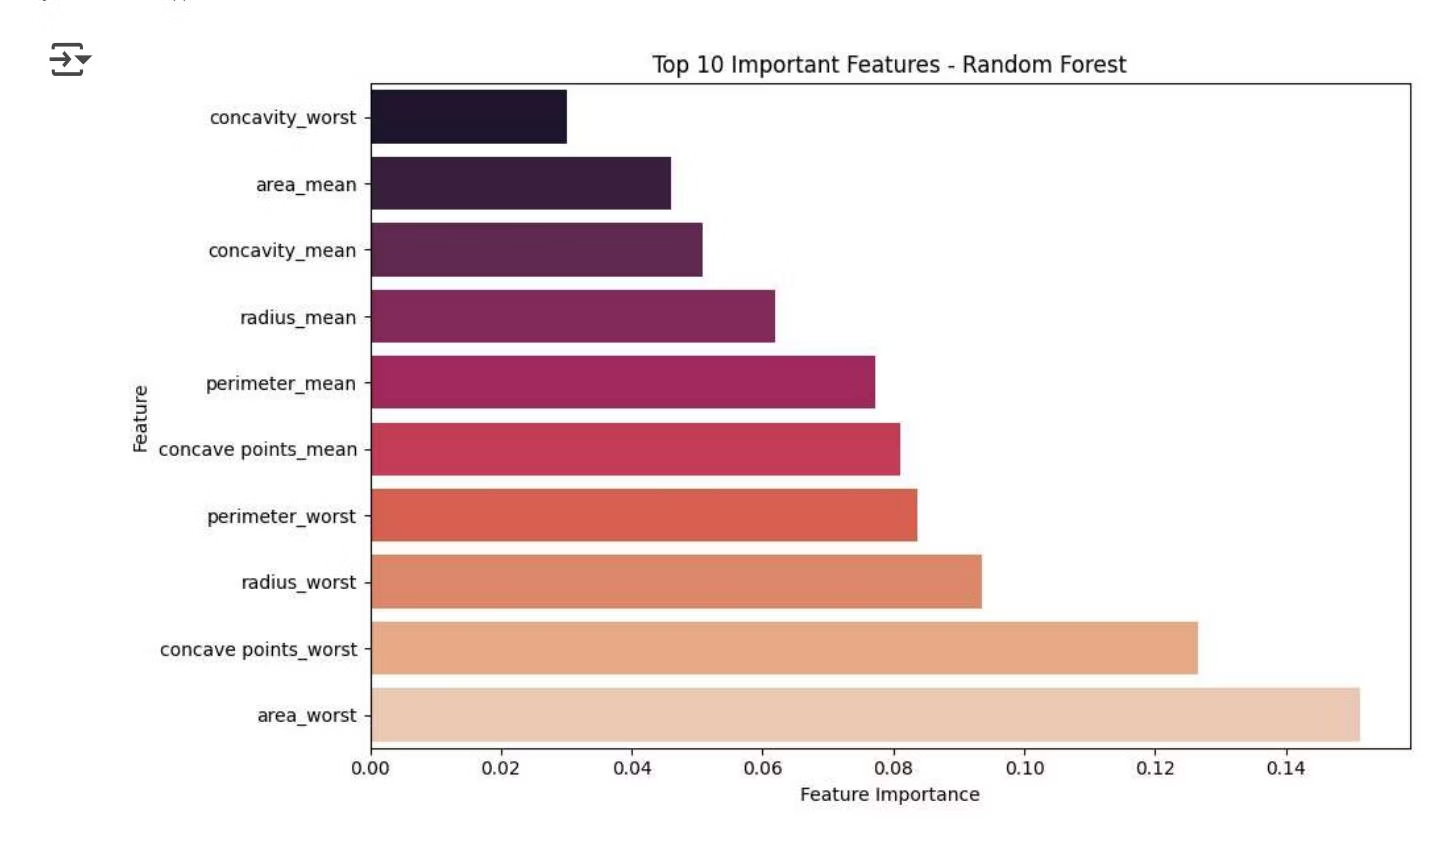 Top 10 Important Features - Random Forest
concavity_worst
area_mean
concavity_mean
radius_mean
perimeter_mean
Feature
concave points_mean
perimeter_worst
radius_worst
concave points_worst
area_worst
0.00 0.02 0.04 0.06 0.08 0.10 0.12 0.14
Feature Importance